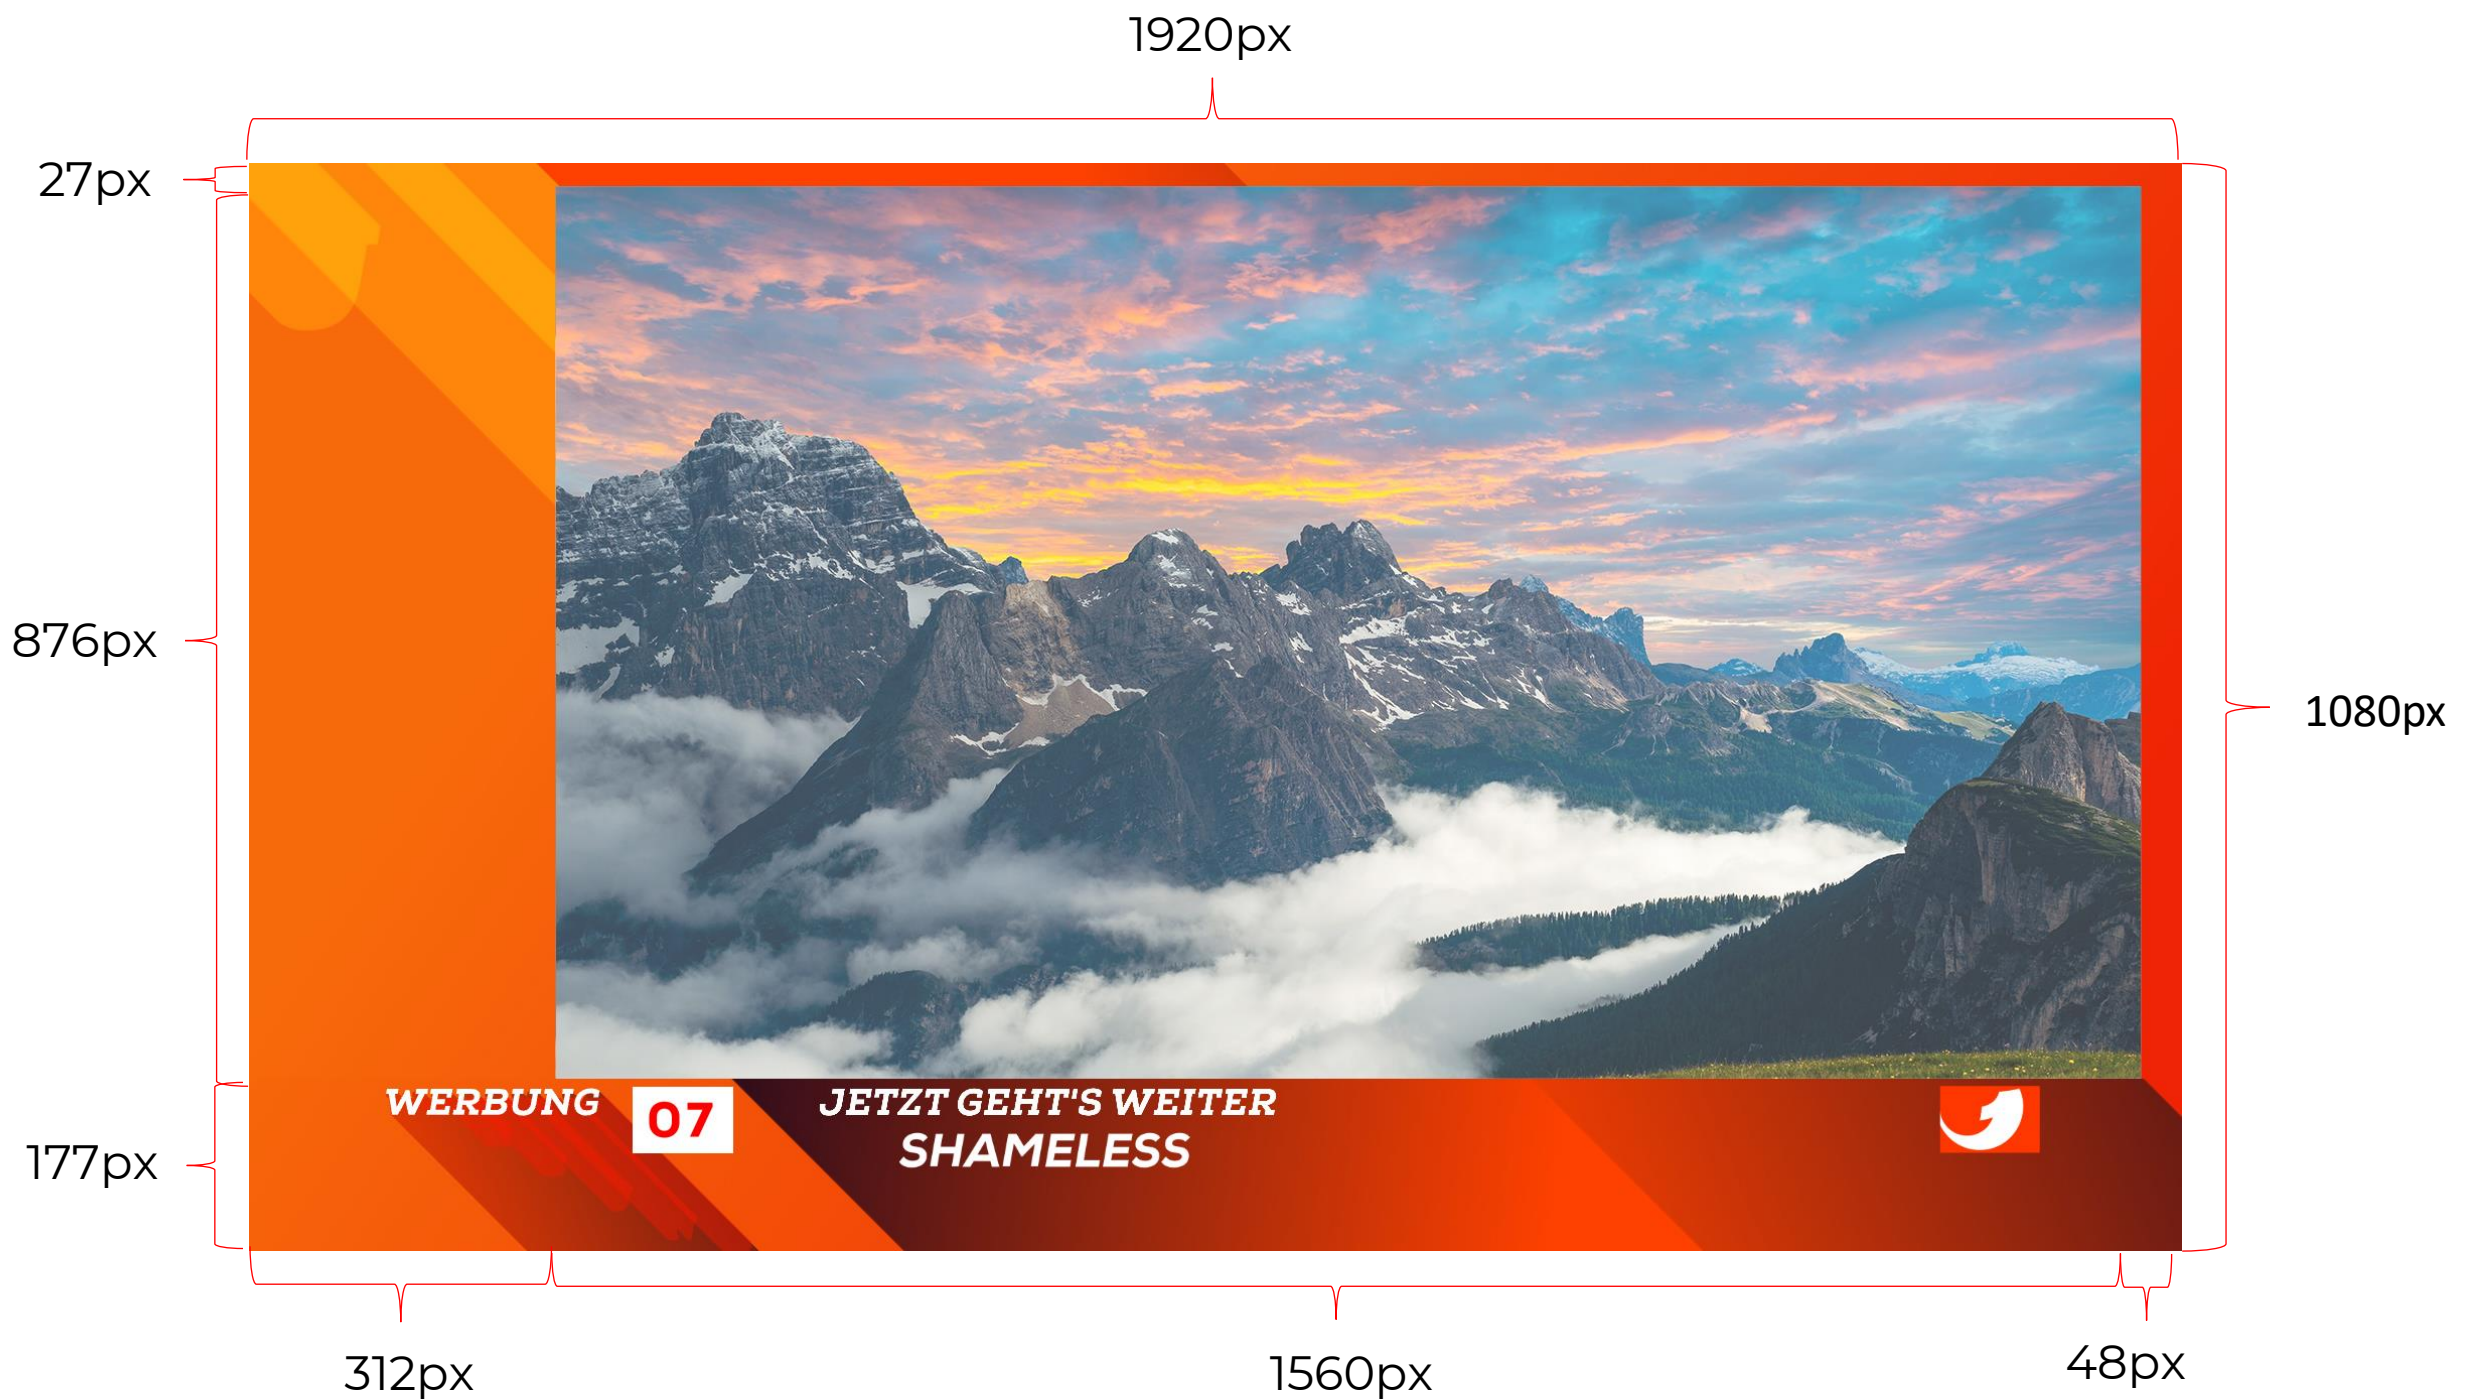 1920px
27px
876px
1080px
WERBUNG 07 JETZT GEHT'S WEITER
SHAMELESS
177px
312px
1560px
48px